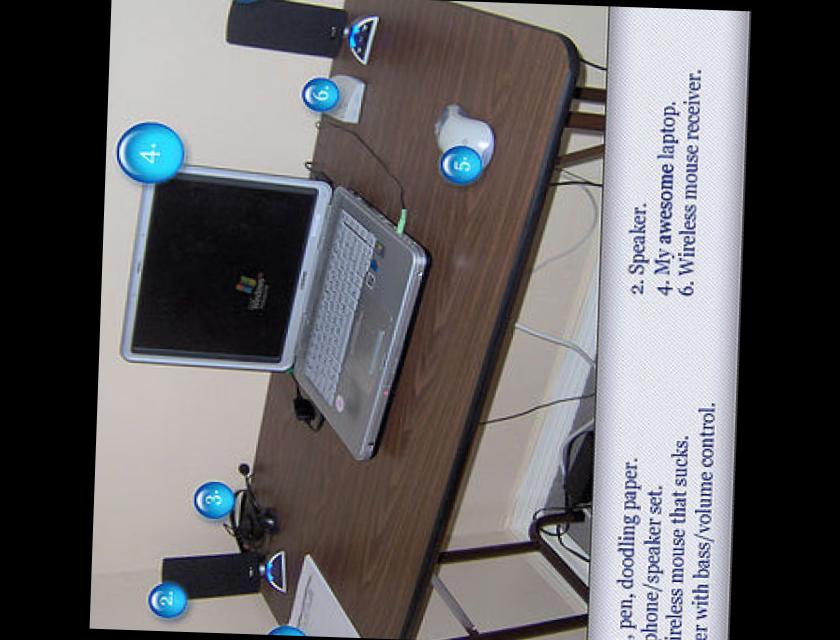 4.
6.
3.
5.
2.
Windows
, pen, doodling paper. 2. Speaker.
phone/speaker set. 4. My awesome laptop.
ireless mouse that sucks. 6. Wireless mouse receiver.
er with bass/volume control.